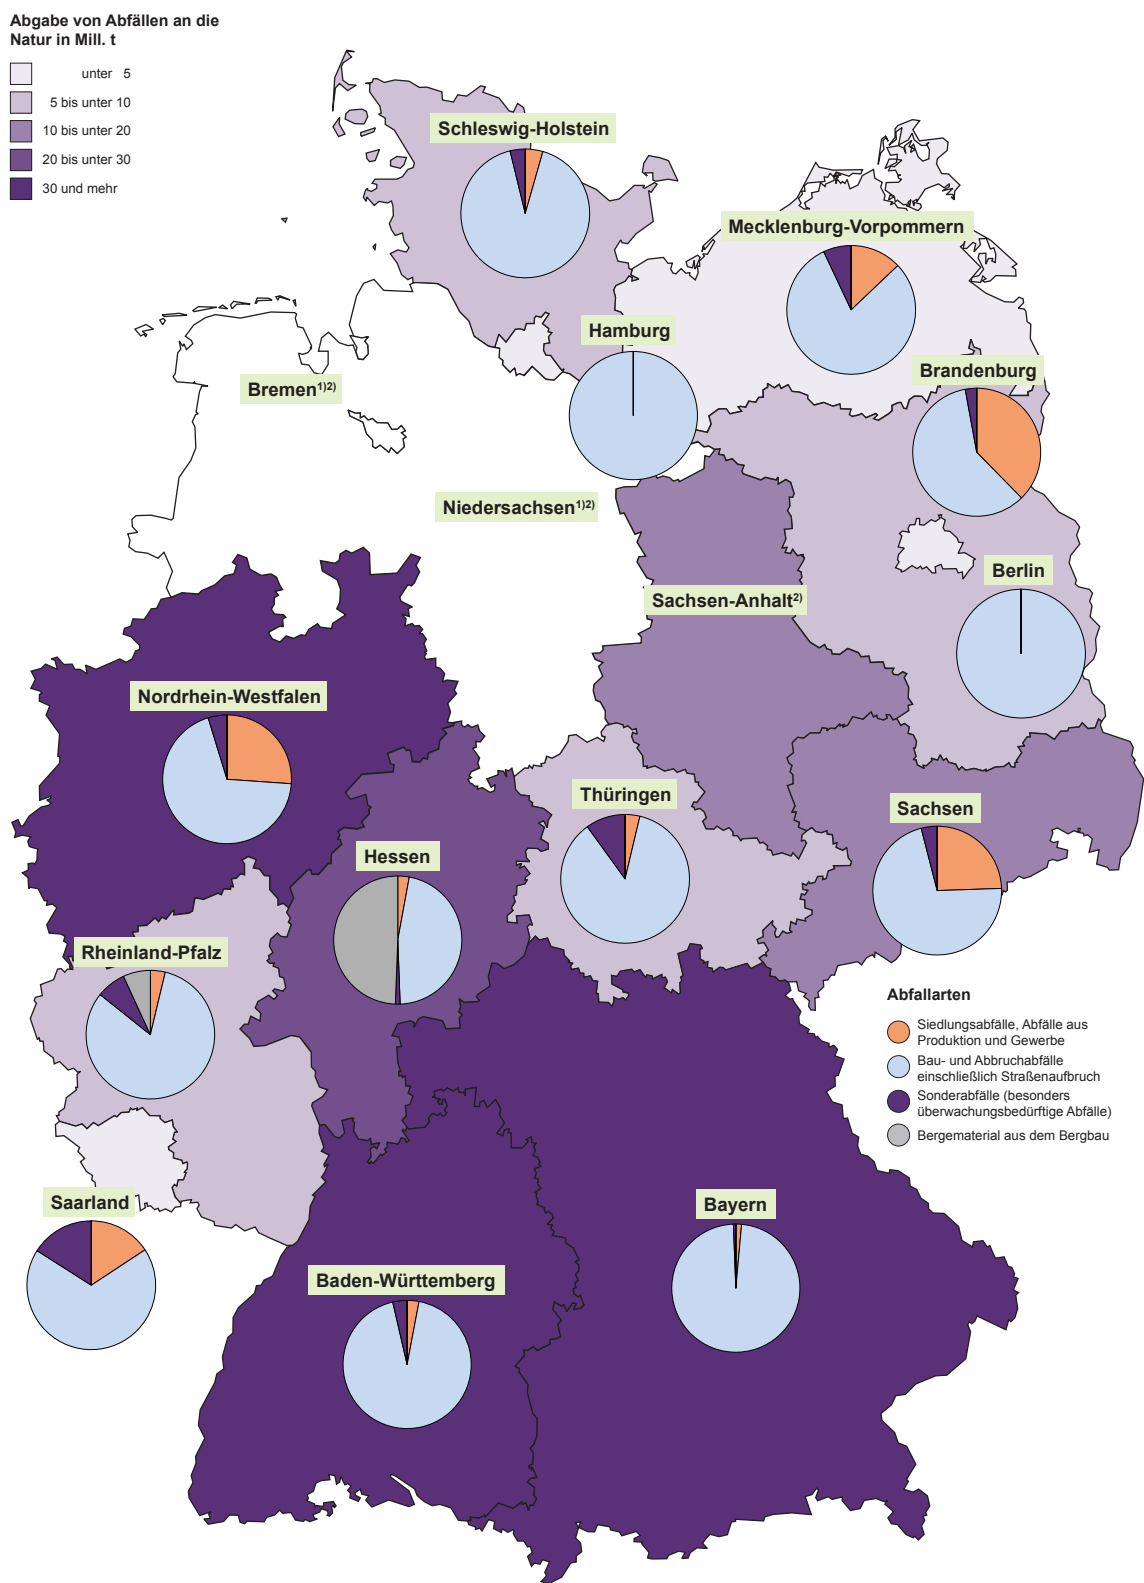 Abgabe von Abfällen an die
Natur in Mill. t
unter 5
5 bis unter 10
10 bis unter 20
20 bis unter 30
30 und mehr
Schleswig-Holstein
Mecklenburg-Vorpommern
Hamburg
Brandenburg
Bremen¹⁾²⁾
Niedersachsen¹⁾²⁾
Berlin
Sachsen-Anhalt²⁾
Nordrhein-Westfalen
Thüringen
Sachsen
Hessen
Rheinland-Pfalz
Abfallarten
Siedlungsabfälle, Abfälle aus
Produktion und Gewerbe
Bau- und Abbruchabfälle
einschließlich Straßenaufbruch
Sonderabfälle (besonders
überwachungsbedürftige Abfälle)
Bergematerial aus dem Bergbau
Saarland
Bayern
Baden-Württemberg